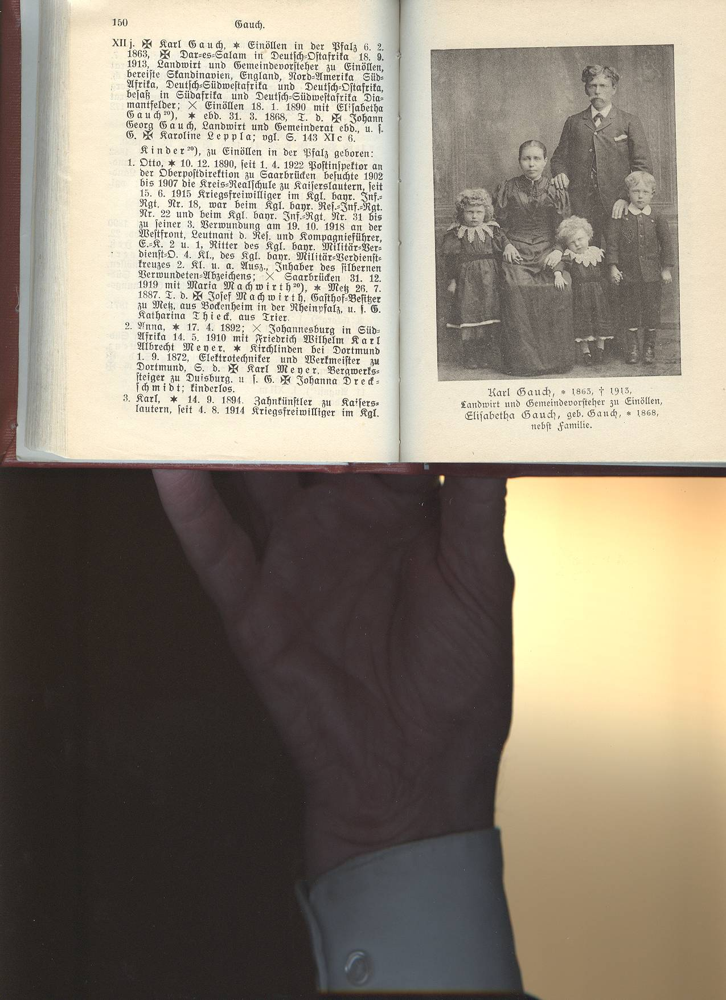 150
Gauch.
XII j. ✠ Karl Gauch, ✶ Einöllen in der Pfalz 6. 2.
1863, ✠ Dar=es=Salam in Deutsch=Ostafrika 18. 9.
1913, Landwirt und Gemeindevorsteher zu Einöllen,
bereiste Skandinavien, England, Nord=Amerika Süd=
Afrika, Deutsch=Südwestafrika und Deutsch=Ostafrika,
besaß in Südafrika und Deutsch=Südwestafrika Dia=
mantfelder; ⚔ Einöllen 18. 1. 1890 mit Elisabetha
Gauch²⁰), ✶ ebd. 31. 3. 1868, T. d. ✠ Johann
Georg Gauch, Landwirt und Gemeinderat ebd., u. s.
G. ✠ Karoline Leppla; vgl. S. 143 XI c 6.
Kinder²⁰), zu Einöllen in der Pfalz geboren:
1. Otto, ✶ 10. 12. 1890, seit 1. 4. 1922 Postinspektor an
der Oberpostdirektion zu Saarbrücken besuchte 1902
bis 1907 die Kreis=Realschule zu Kaiserslautern, seit
15. 6. 1915 Kriegsfreiwilliger im Kgl. bayr. Inf.=
Rgt. Nr. 18, war beim Kgl. bayr. Res.=Inf.=Rgt.
Nr. 22 und beim Kgl. bayr. Inf.=Rgt. Nr. 31 bis
zu seiner 3. Verwundung am 19. 10. 1918 an der
Westfront, Leutnant d. Res. und Kompagnieführer,
E.=K. 2 u. 1, Ritter des Kgl. bayr. Militär=Ver=
dienst=O. 4. Kl., des Kgl. bayr. Militär=Verdienst=
kreuzes 2. Kl. u. a. Ausz., Inhaber des silbernen
Verwundeten=Abzeichens; ⚔ Saarbrücken 31. 12.
1919 mit Maria Machwirth²⁰), ✶ Metz 26. 7.
1887. T. d. ✠ Josef Machwirth, Gasthof=Besitzer
zu Metz, aus Bockenheim in der Rheinpfalz, u. s. G.
Katharina Thieck, aus Trier.
2. Anna, ✶ 17. 4. 1892; ⚔ Johannesburg in Süd=
Afrika 14. 5. 1910 mit Friedrich Wilhelm Karl
Albrecht Meyer, ✶ Kirchlinden bei Dortmund
1. 9. 1872, Elektrotechniker und Werkmeister zu
Dortmund, S. d. ✠ Karl Meyer, Bergwerks=
steiger zu Duisburg. u s. G. ✠ Johanna Dreck=
schmidt; kinderlos.
3. Karl, ✶ 14. 9. 1894. Zahnkünstler zu Kaisers=
lautern, seit 4. 8. 1914 Kriegsfreiwilliger im Kgl.
Karl Gauch, * 1863, † 1913,
Landwirt und Gemeindevorsteher zu Einöllen,
Elisabetha Gauch, geb. Gauch, * 1868,
nebst Familie.